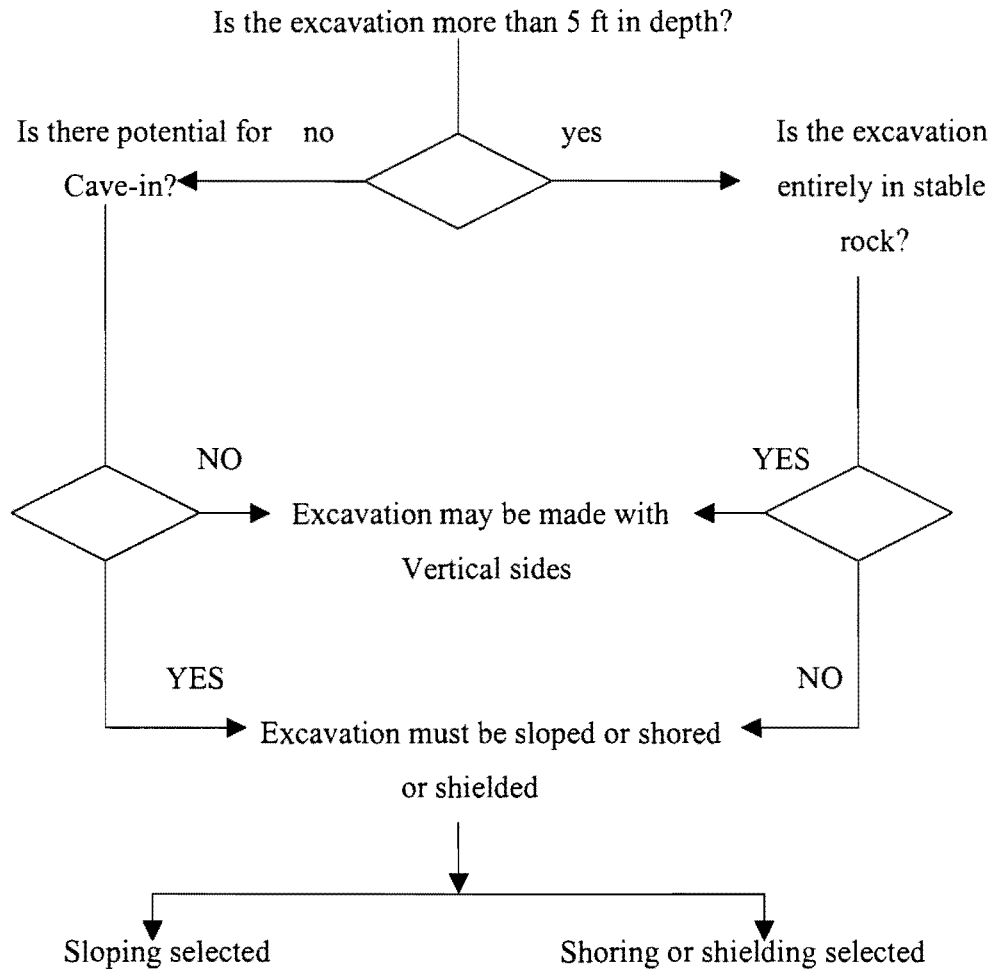 Is the excavation more than 5 ft in depth?
Is there potential for
Cave-in?
no
yes
Is the excavation
entirely in stable
rock?
NO
YES
Excavation may be made with
Vertical sides
YES
NO
Excavation must be sloped or shored
or shielded
Sloping selected
Shoring or shielding selected